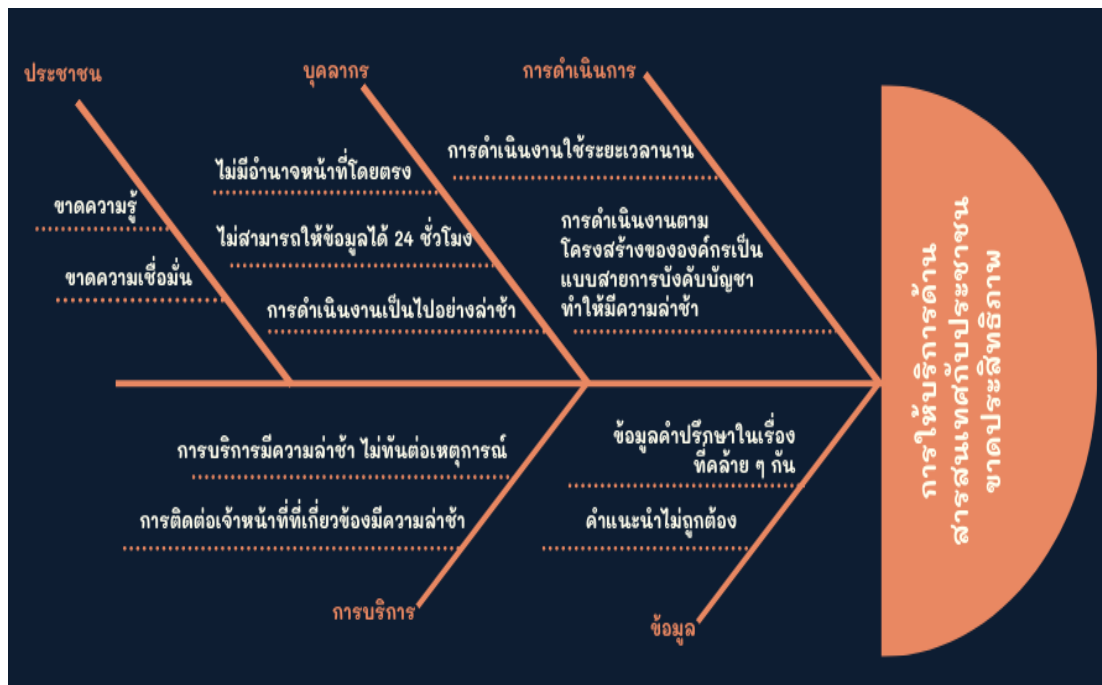 ประชาชน
ขาดความรู้
ขาดความเชื่อมั่น
บุคลากร
ไม่มีอำนาจหน้าที่โดยตรง
ไม่สามารถให้ข้อมูลได้ 24 ชั่วโมง
การดำเนินงานเป็นไปอย่างล่าช้า
การดำเนินการ
การดำเนินงานใช้ระยะเวลานาน
การดำเนินงานตาม
โครงสร้างขององค์กรเป็น
แบบสายการบังคับบัญชา
ทำให้มีความล่าช้า
การบริการมีความล่าช้า ไม่ทันต่อเหตุการณ์
การติดต่อเจ้าหน้าที่ที่เกี่ยวข้องมีความล่าช้า
การบริการ
ข้อมูลคำปรึกษาในเรื่อง
ที่คล้าย ๆ กัน
คำแนะนำไม่ถูกต้อง
ข้อมูล
การให้บริการด้าน
สารสนเทศกับประชาชน
ขาดประสิทธิภาพ